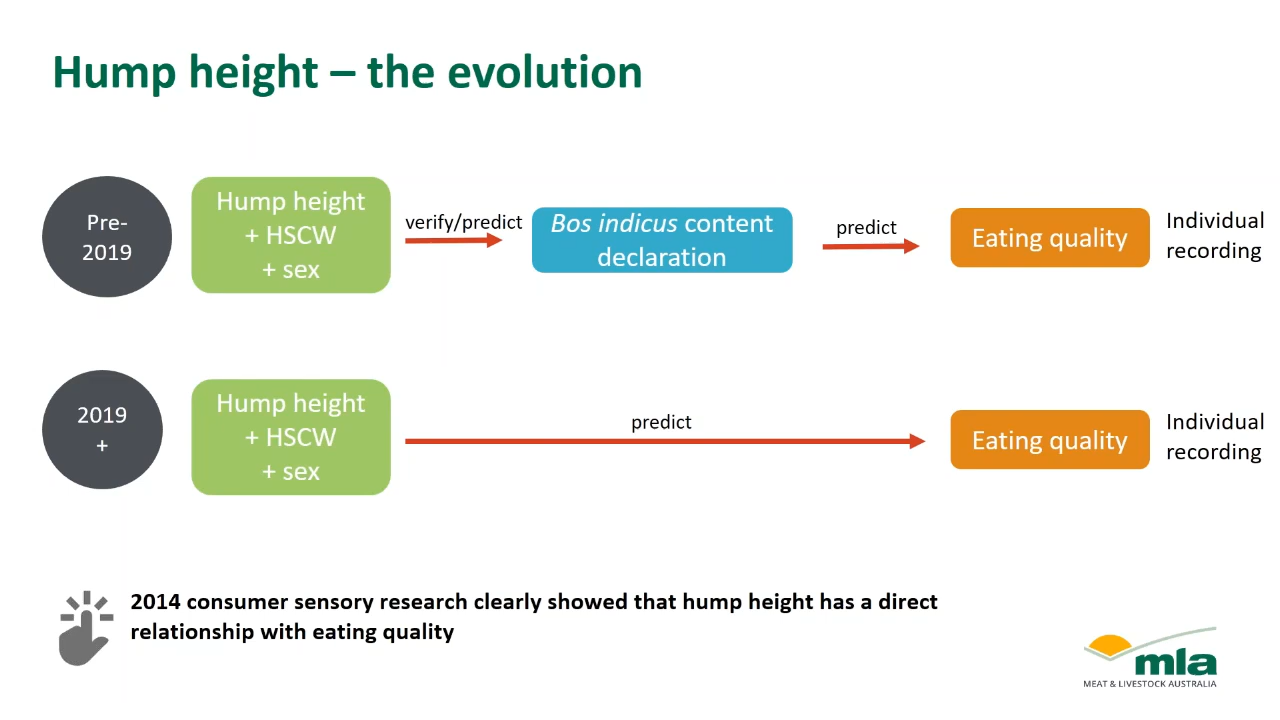 Hump height – the evolution
Pre-
2019
Hump height
+ HSCW
+ sex
verify/predict
Bos indicus content
declaration
predict
Eating quality
Individual
recording
2019
+
Hump height
+ HSCW
+ sex
predict
Eating quality
Individual
recording
2014 consumer sensory research clearly showed that hump height has a direct
relationship with eating quality
mla
MEAT & LIVESTOCK AUSTRALIA